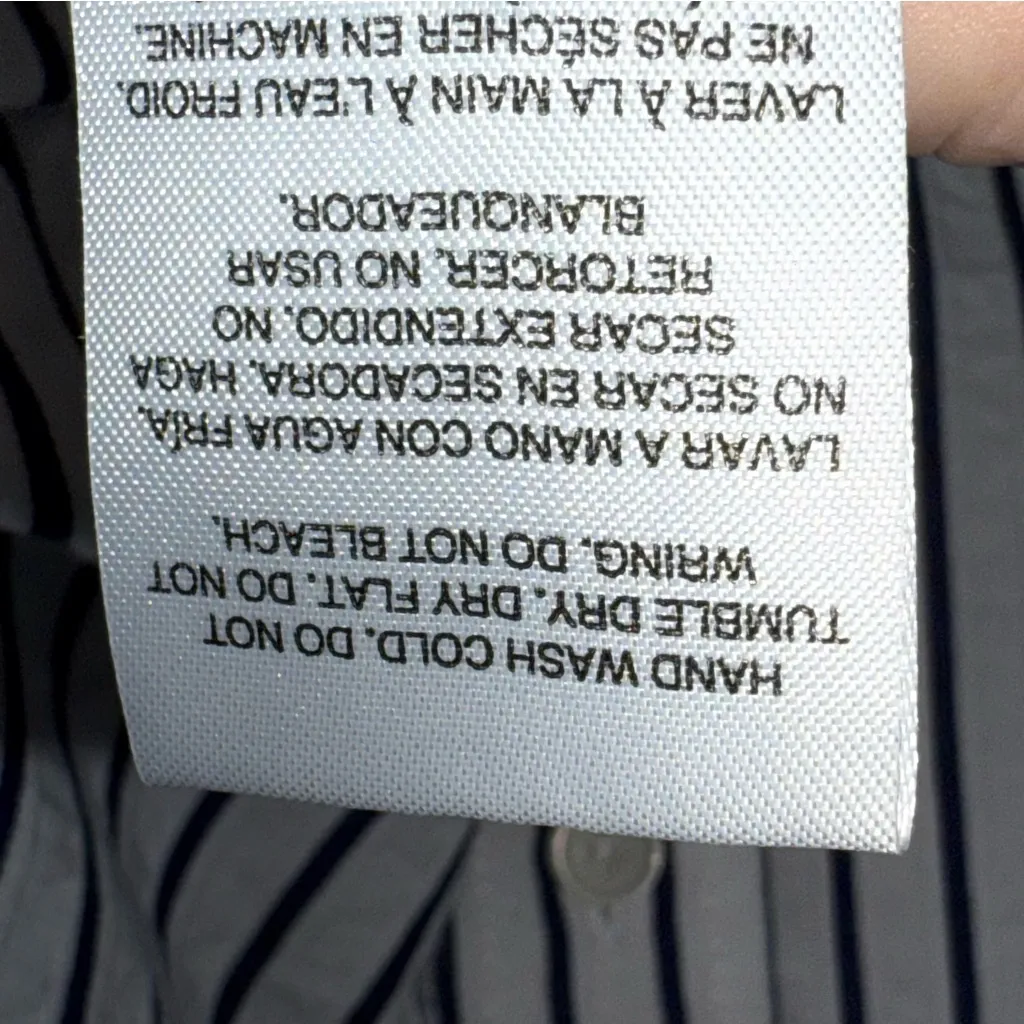 HAND WASH COLD. DO NOT
TUMBLE DRY. DRY FLAT. DO NOT
WRING. DO NOT BLEACH.
LAVAR A MANO CON AGUA FRÍA.
NO SECAR EN SECADORA. HAGA
SECAR EXTENDIDO. NO
RETORCER. NO USAR
BLANQUEADOR.
LAVER À LA MAIN À L'EAU FROID.
NE PAS SÉCHER EN MACHINE.